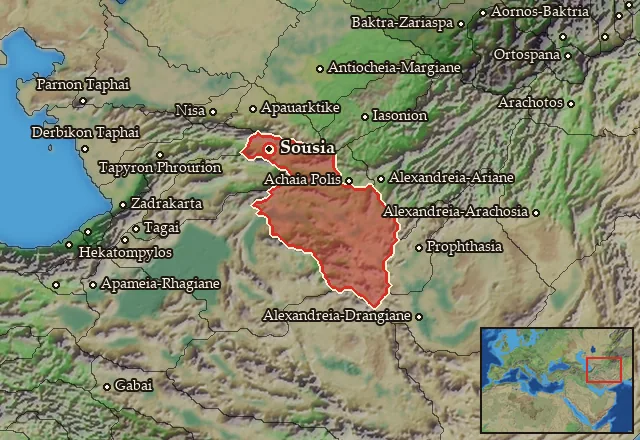 Aornos-Baktra
Baktra-Zariaspa
Ortospana
Antiocheia-Margiane
Parnon Taphai
Nisa
Apauarktike
Arachotos
Iasonion
Derbikon Taphai
Sousia
Tapyron Phrourion
Achaia Polis
Alexandreia-Ariane
Zadrakarta
Alexandreia-Arachosia
Tagai
Hekatompylos
Prophthasia
Apameia-Rhagiane
Alexandreia-Drangiane
Gabai